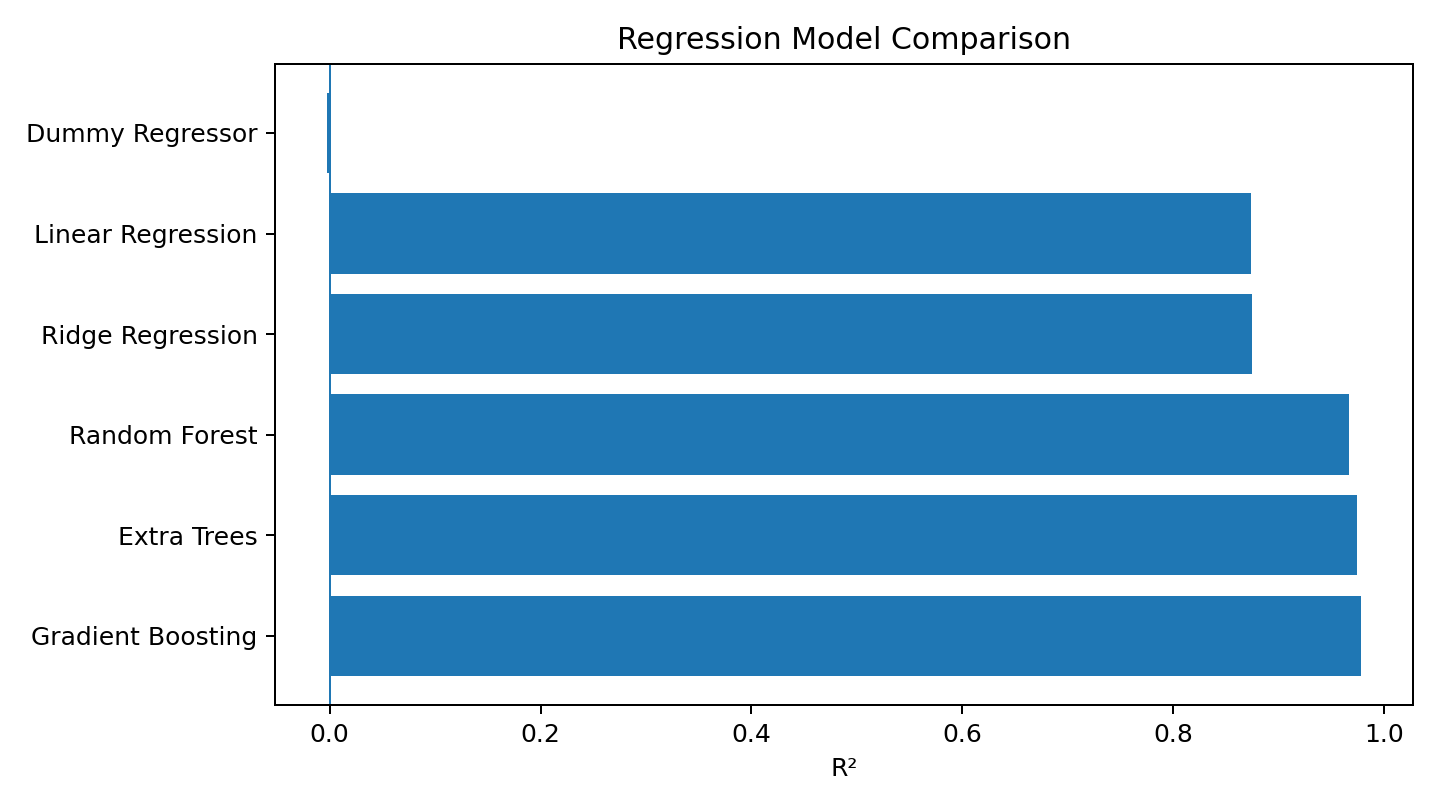 Regression Model Comparison
Dummy Regressor
Linear Regression
Ridge Regression
Random Forest
Extra Trees
Gradient Boosting
0.0 0.2 0.4 0.6 0.8 1.0
R²